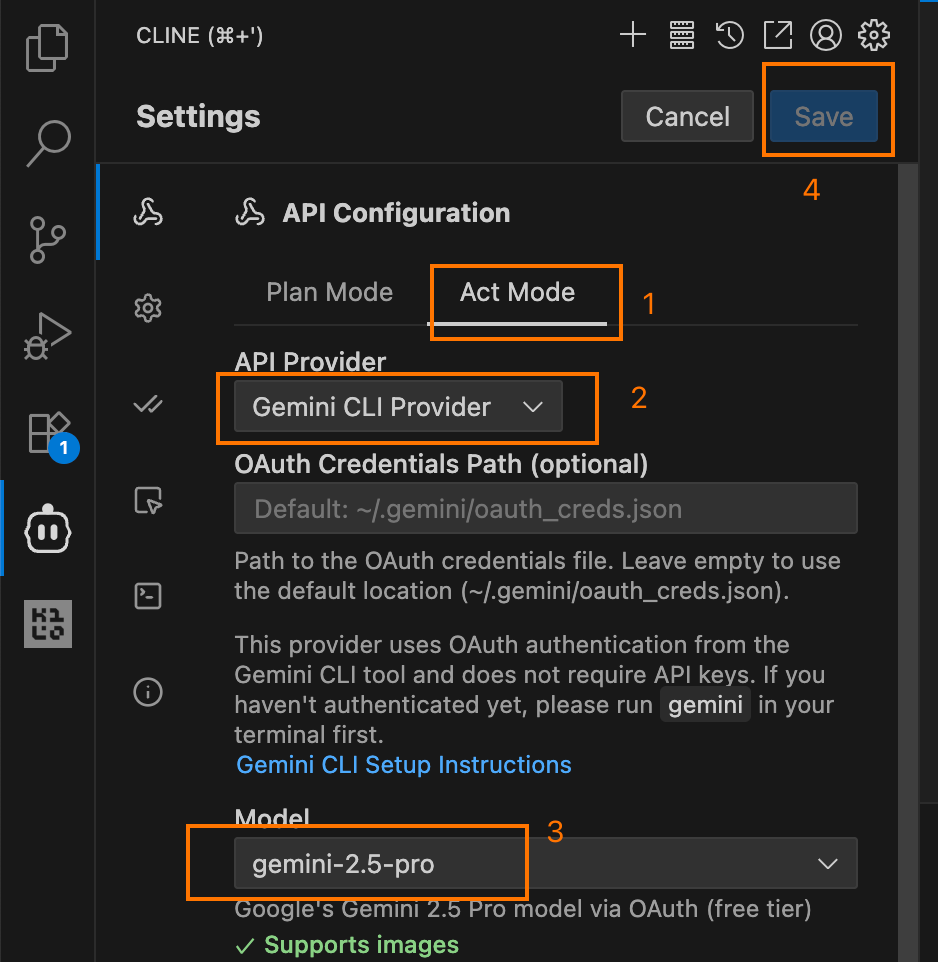 CLINE (⌘+')
Settings
Cancel
Save
4
API Configuration
Plan Mode
Act Mode
1
API Provider
Gemini CLI Provider
2
OAuth Credentials Path (optional)
Default: ~/.gemini/oauth_creds.json
Path to the OAuth credentials file. Leave empty to use
the default location (~/.gemini/oauth_creds.json).
This provider uses OAuth authentication from the
Gemini CLI tool and does not require API keys. If you
haven't authenticated yet, please run gemini in your
terminal first.
Gemini CLI Setup Instructions
Model
3
gemini-2.5-pro
Google's Gemini 2.5 Pro model via OAuth (free tier)
✓ Supports images
1